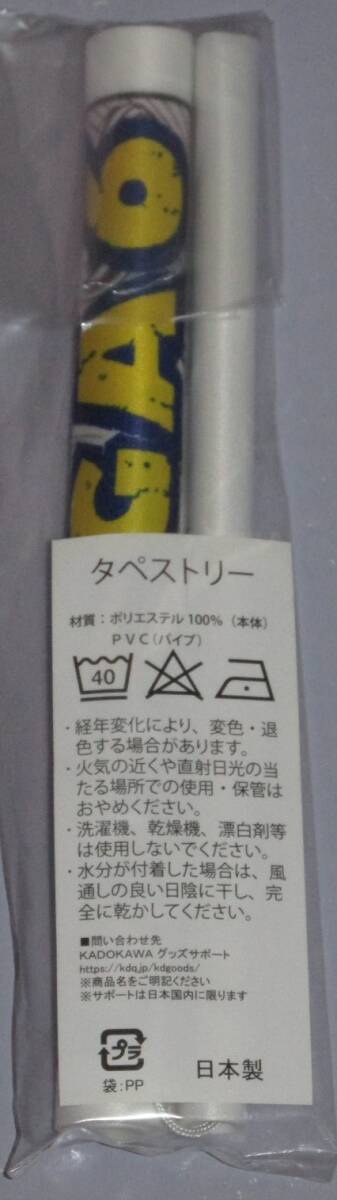 タペストリー
材質：ポリエステル100％（本体）
PVC（パイプ）
40
・経年変化により、変色・退
色する場合があります。
・火気の近くや直射日光の当
たる場所での使用・保管は
おやめください。
・洗濯機、乾燥機、漂白剤等
は使用しないでください。
・水分が付着した場合は、風
通しの良い日陰に干し、完
全に乾かしてください。
■問い合わせ先
KADOKAWA グッズサポート
https://kdq.jp/kdgoods/
※商品名をご明記ください
※サポートは日本国内に限ります
プラ
袋：PP
日本製